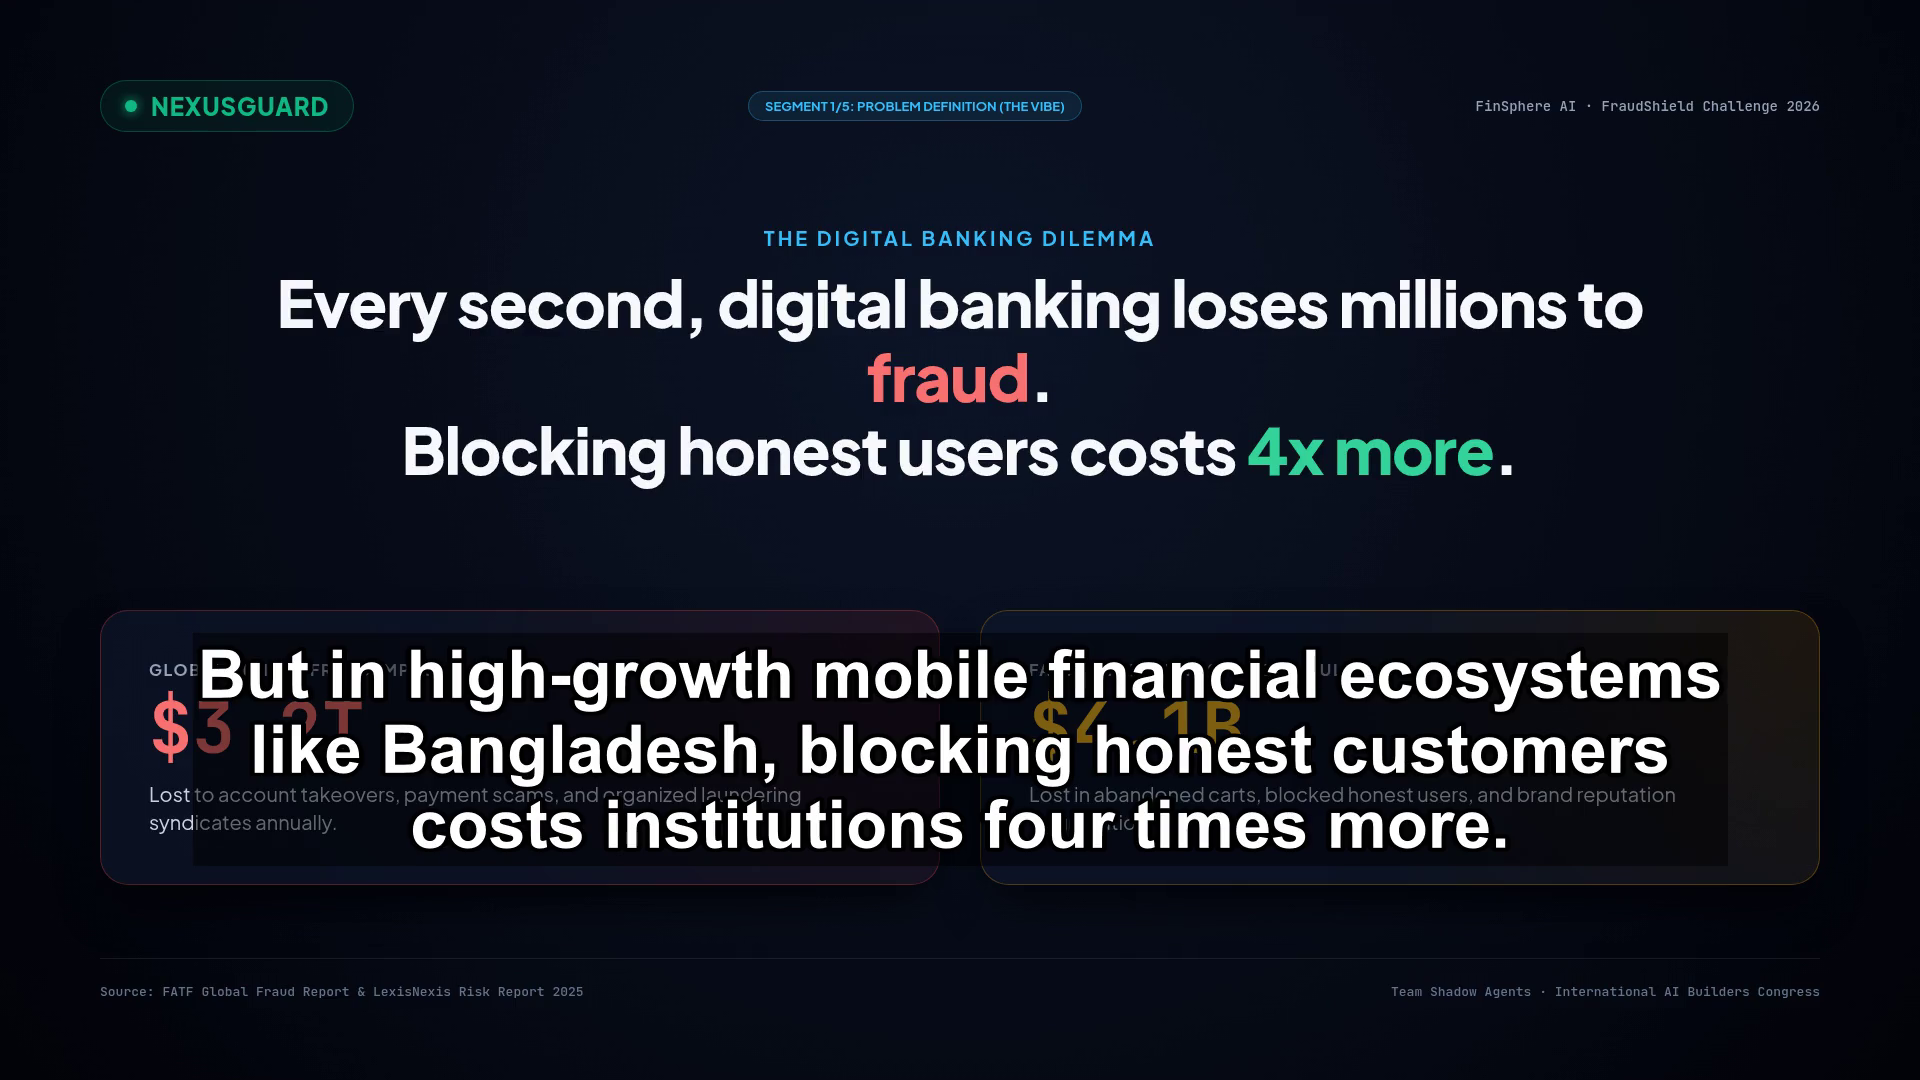 NEXUSGUARD
SEGMENT 1/5: PROBLEM DEFINITION (THE VIBE)
FinSphere AI · FraudShield Challenge 2026
THE DIGITAL BANKING DILEMMA
Every second, digital banking loses millions to
fraud.
Blocking honest users costs 4x more.
But in high-growth mobile financial ecosystems
like Bangladesh, blocking honest customers
costs institutions four times more.
Lost to account takeovers, payment scams, and organized laundering
syndicates annually.
Lost in abandoned carts, blocked honest users, and brand reputation
Source: FATF Global Fraud Report & LexisNexis Risk Report 2025
Team Shadow Agents · International AI Builders Congress